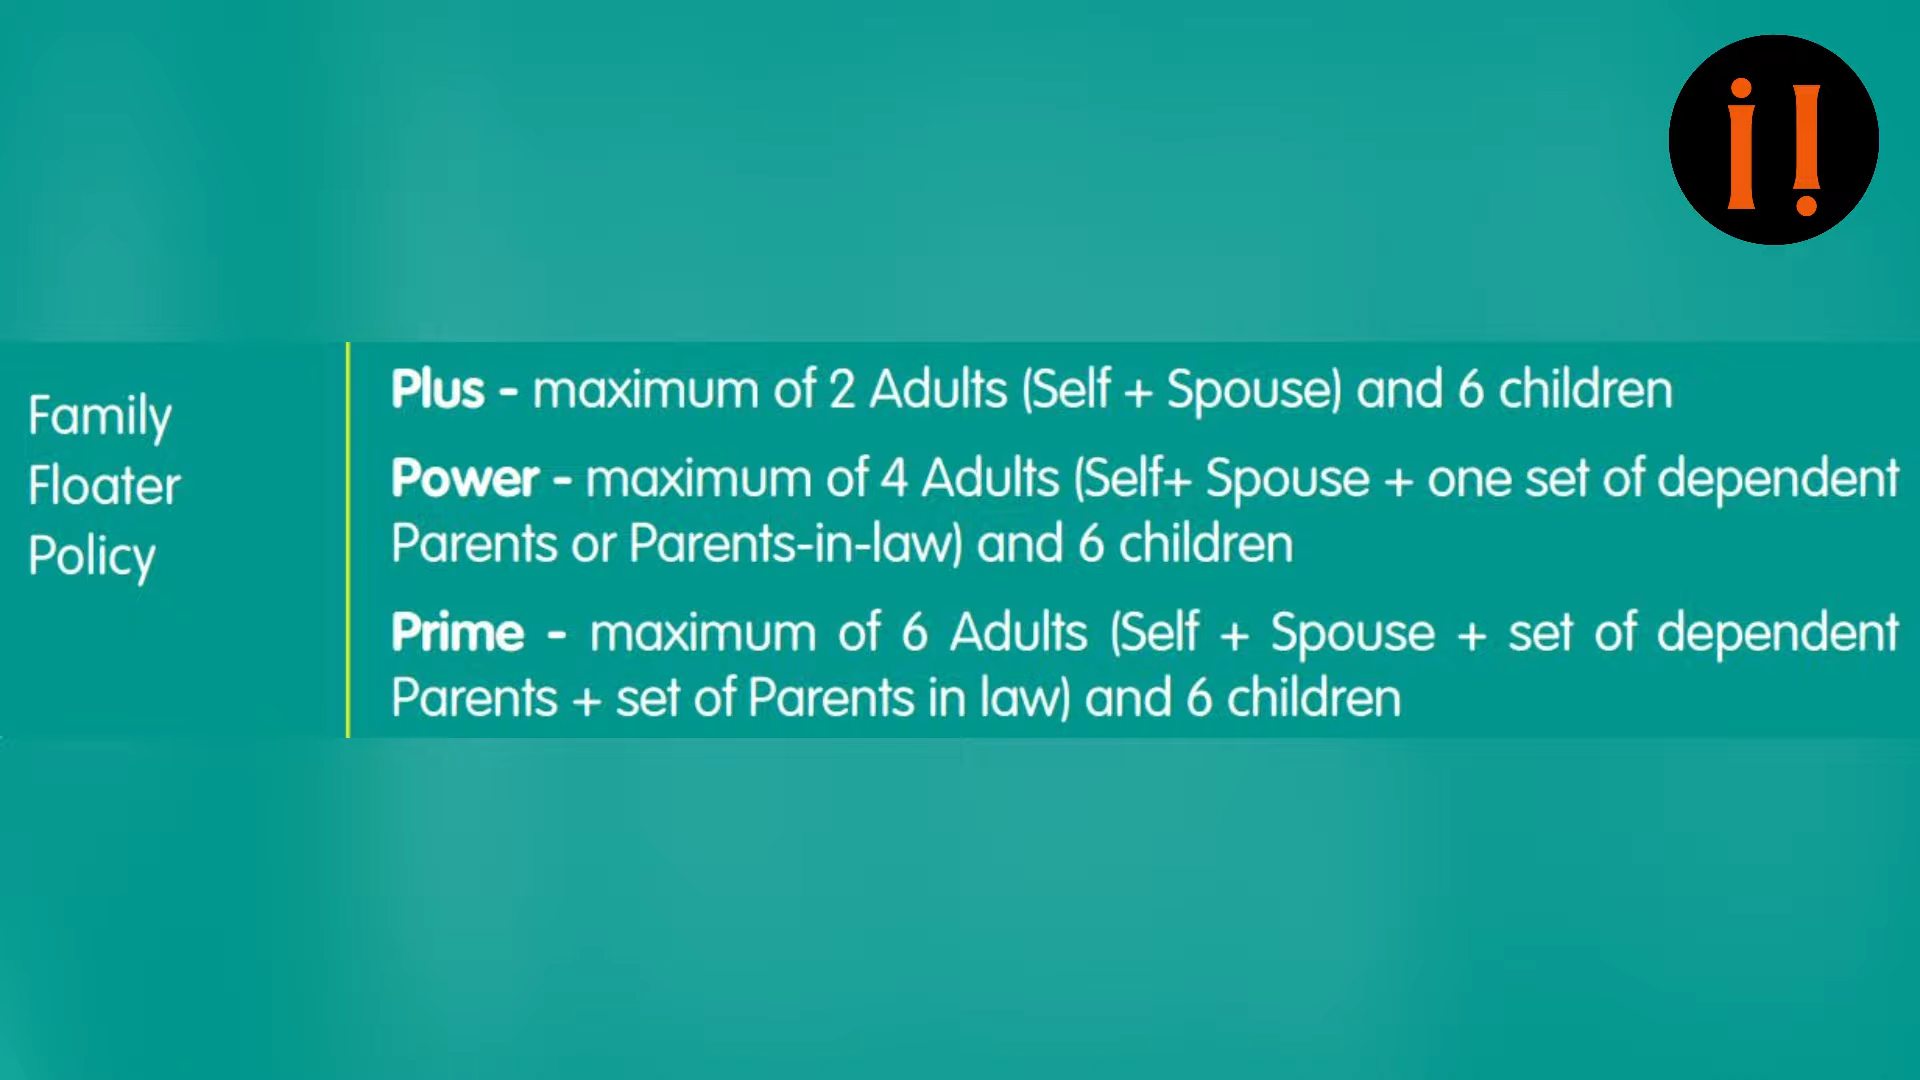 Family
Floater
Policy
Plus - maximum of 2 Adults (Self + Spouse) and 6 children
Power - maximum of 4 Adults (Self+ Spouse + one set of dependent
Parents or Parents-in-law) and 6 children
Prime - maximum of 6 Adults (Self + Spouse + set of dependent
Parents + set of Parents in law) and 6 children